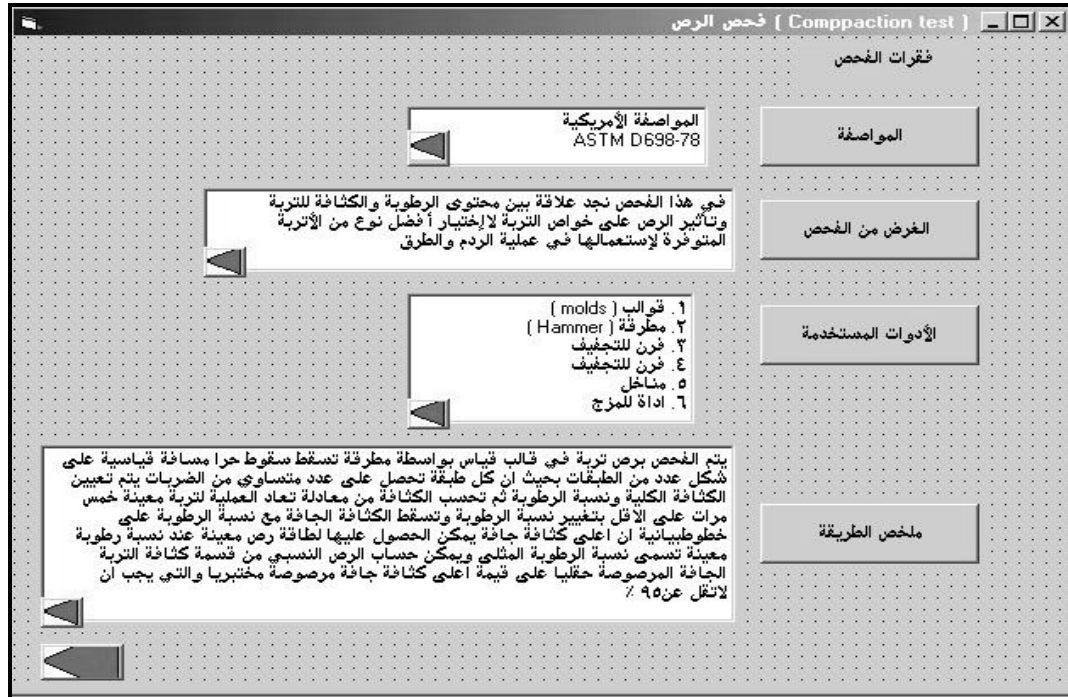 فحص الرص ( Comppaction test )
فقرات الفحص
المواصفة
المواصفة الأمريكية
ASTM D698-78
الغرض من الفحص
في هذا الفحص نجد علاقة بين محتوى الرطوبة والكثافة للتربة
وتأثير الرص على خواص التربة لاإختيار أفضل نوع من الأتربة
المتوفرة لإستعمالها في عملية الردم والطرق
الأدوات المستخدمة
١. قوالب ( molds )
٢. مطرقة ( Hammer )
٣. فرن للتجفيف
٤. فرن للتجفيف
٥. مناخل
٦. اداة للمزج
ملخص الطريقة
يتم الفحص برص تربة في قالب قياس بواسطة مطرقة تسقط سقوط حرا مسافة قياسية على
شكل عدد من الطبقات بحيث ان كل طبقة تحصل على عدد متساوي من الضربات يتم تعيين
الكثافة الكلية ونسبة الرطوبة ثم تحسب الكثافة من معادلة تعاد العملية لتربة معينة خمس
مرات على الاقل بتغيير نسبة الرطوبة وتسقط الكثافة الجافة مع نسبة الرطوبة على
خطوطبيانية ان اعلى كثافة جافة يمكن الحصول عليها لطاقة رص معينة عند نسبة رطوبة
معينة تسمى نسبة الرطوبة المثلى ويمكن حساب الرص النسبي من قسمة كثافة التربة
الجافة المرصوصة حقليا على قيمة اعلى كثافة جافة مرصوصة مختبريا والتي يجب ان
لاتقل عن٩٥ ٪